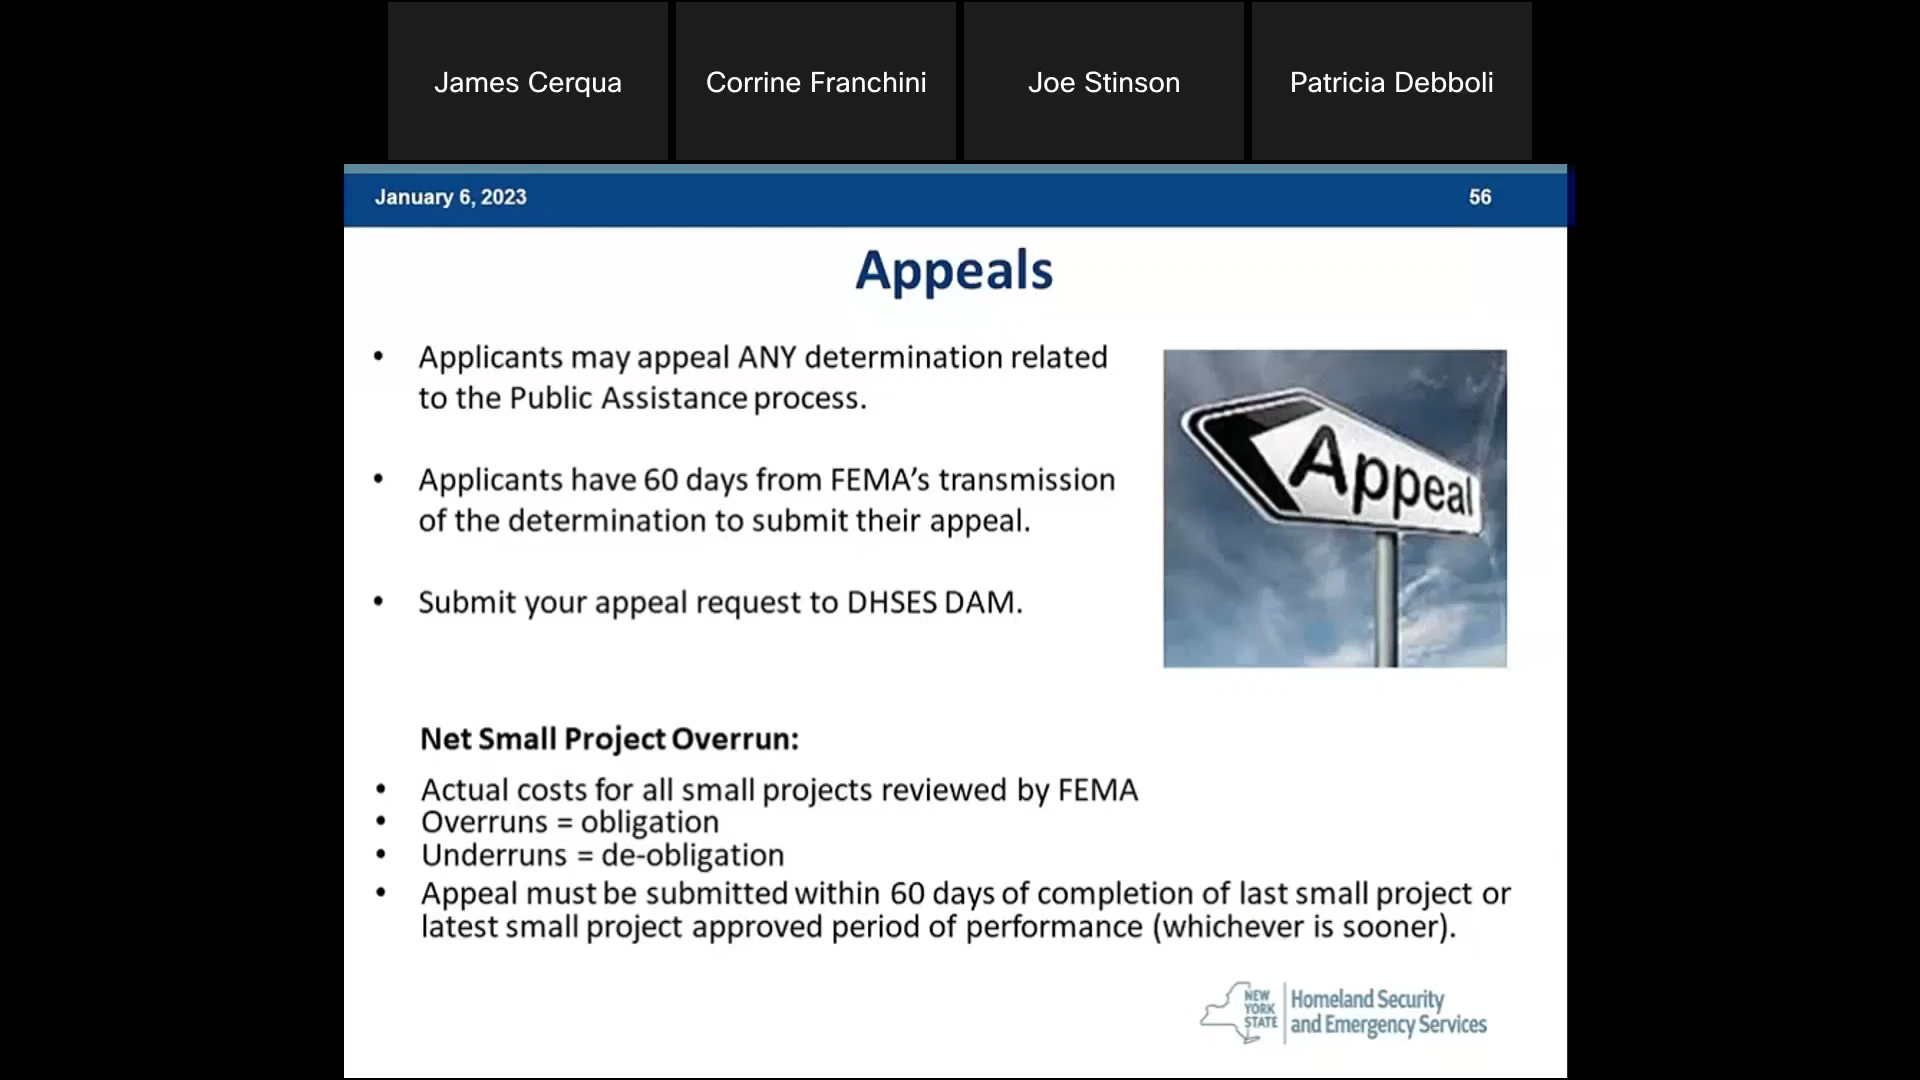 James Cerqua
Corrine Franchini
Joe Stinson
Patricia Debboli
January 6, 2023
56
Appeals
• Applicants may appeal ANY determination related
to the Public Assistance process.
• Applicants have 60 days from FEMA’s transmission
of the determination to submit their appeal.
• Submit your appeal request to DHSES DAM.
Appeal
Net Small Project Overrun:
• Actual costs for all small projects reviewed by FEMA
• Overruns = obligation
• Underruns = de-obligation
• Appeal must be submitted within 60 days of completion of last small project or
latest small project approved period of performance (whichever is sooner).
NEW
YORK
STATE
Homeland Security
and Emergency Services